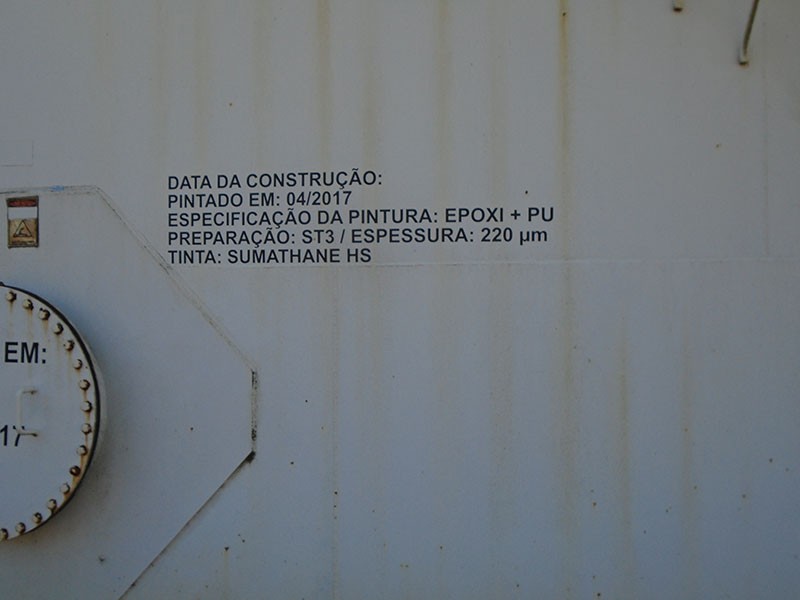 DATA DA CONSTRUÇÃO:
PINTADO EM: 04/2017
ESPECIFICAÇÃO DA PINTURA: EPOXI + PU
PREPARAÇÃO: ST3 / ESPESSURA: 220 µm
TINTA: SUMATHANE HS
EM:
17